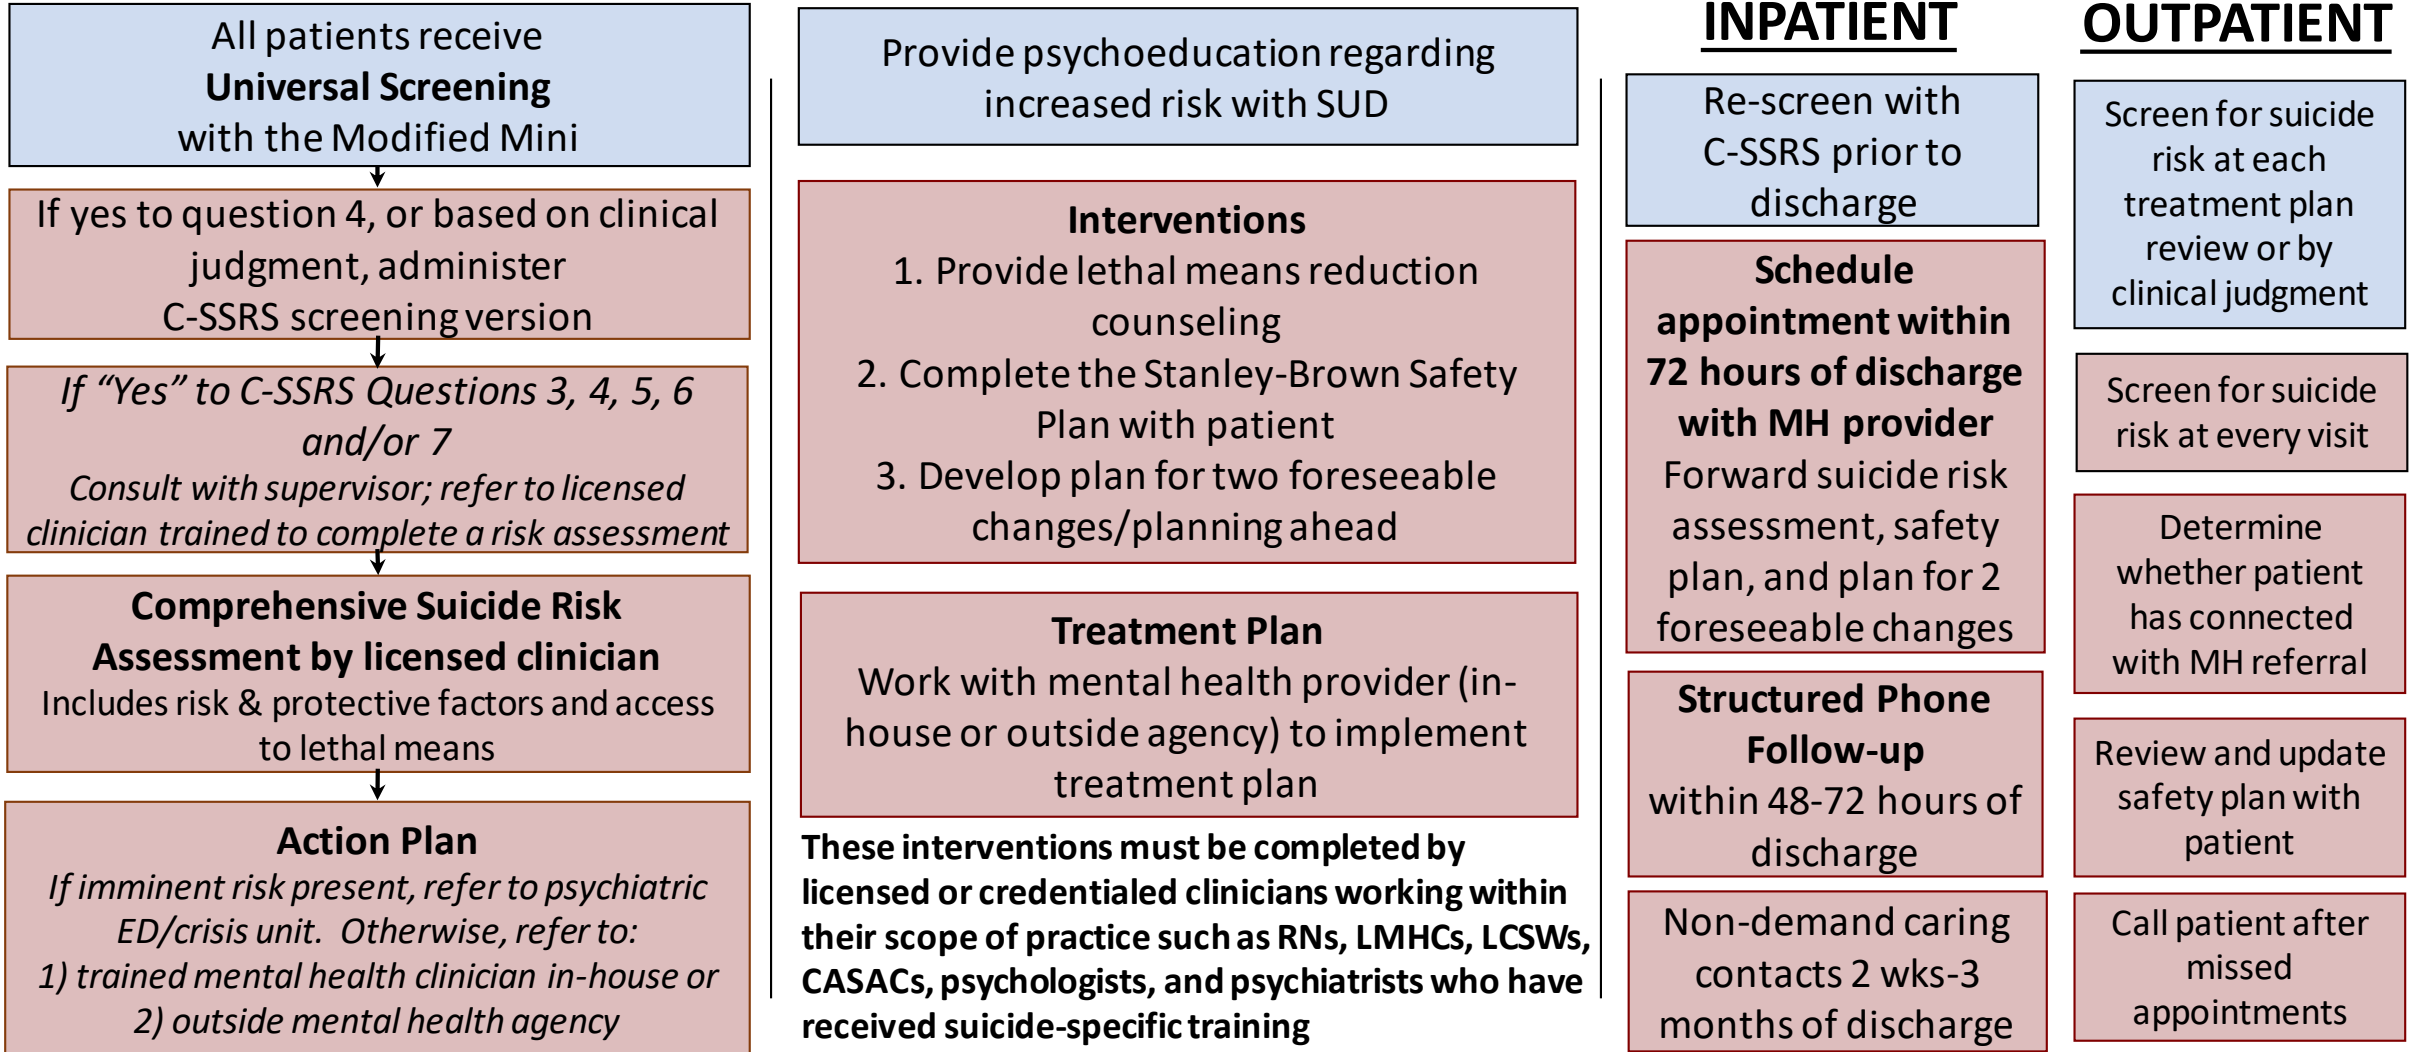 All patients receive
Universal Screening
with the Modified Mini
If yes to question 4, or based on clinical
judgment, administer
C-SSRS screening version
If “Yes” to C-SSRS Questions 3, 4, 5, 6
and/or 7
Consult with supervisor; refer to licensed
clinician trained to complete a risk assessment
Comprehensive Suicide Risk
Assessment by licensed clinician
Includes risk & protective factors and access
to lethal means
Action Plan
If imminent risk present, refer to psychiatric
ED/crisis unit.  Otherwise, refer to:
1) trained mental health clinician in-house or
2) outside mental health agency
Provide psychoeducation regarding
increased risk with SUD
Interventions
1. Provide lethal means reduction
counseling
2. Complete the Stanley-Brown Safety
Plan with patient
3. Develop plan for two foreseeable
changes/planning ahead
Treatment Plan
Work with mental health provider (in-
house or outside agency) to implement
treatment plan
These interventions must be completed by
licensed or credentialed clinicians working within
their scope of practice such as RNs, LMHCs, LCSWs,
CASACs, psychologists, and psychiatrists who have
received suicide-specific training
INPATIENT
Re-screen with
C-SSRS prior to
discharge
Schedule
appointment within
72 hours of discharge
with MH provider
Forward suicide risk
assessment, safety
plan, and plan for 2
foreseeable changes
Structured Phone
Follow-up
within 48-72 hours of
discharge
Non-demand caring
contacts 2 wks-3
months of discharge
OUTPATIENT
Screen for suicide
risk at each
treatment plan
review or by
clinical judgment
Screen for suicide
risk at every visit
Determine
whether patient
has connected
with MH referral
Review and update
safety plan with
patient
Call patient after
missed
appointments